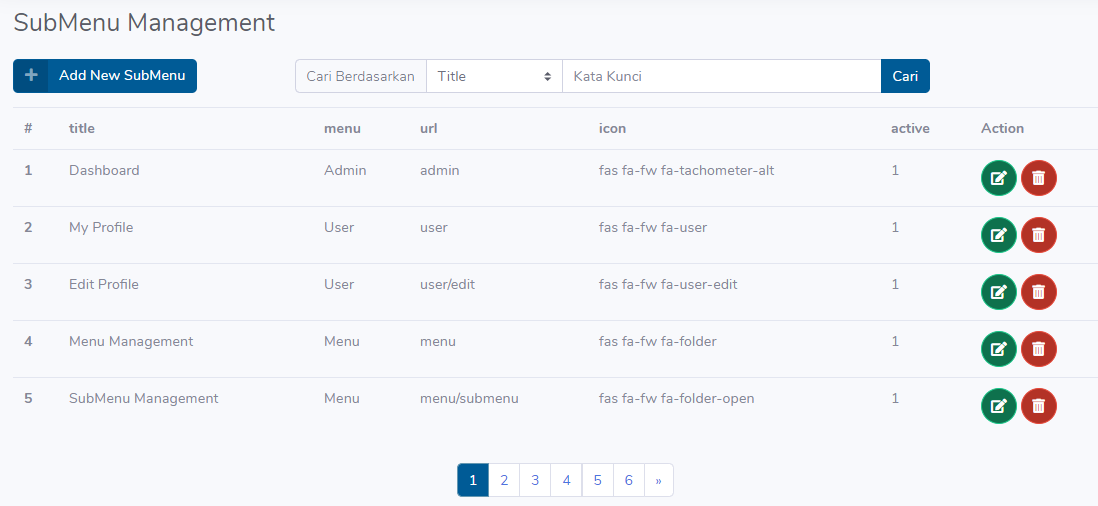 SubMenu Management
Add New SubMenu Cari Berdasarkan Title Kata Kunci Cari
# title menu url icon active Action
1 Dashboard Admin admin fas fa-fw fa-tachometer-alt 1
2 My Profile User user fas fa-fw fa-user 1
3 Edit Profile User user/edit fas fa-fw fa-user-edit 1
4 Menu Management Menu menu fas fa-fw fa-folder 1
5 SubMenu Management Menu menu/submenu fas fa-fw fa-folder-open 1
1 2 3 4 5 6 »